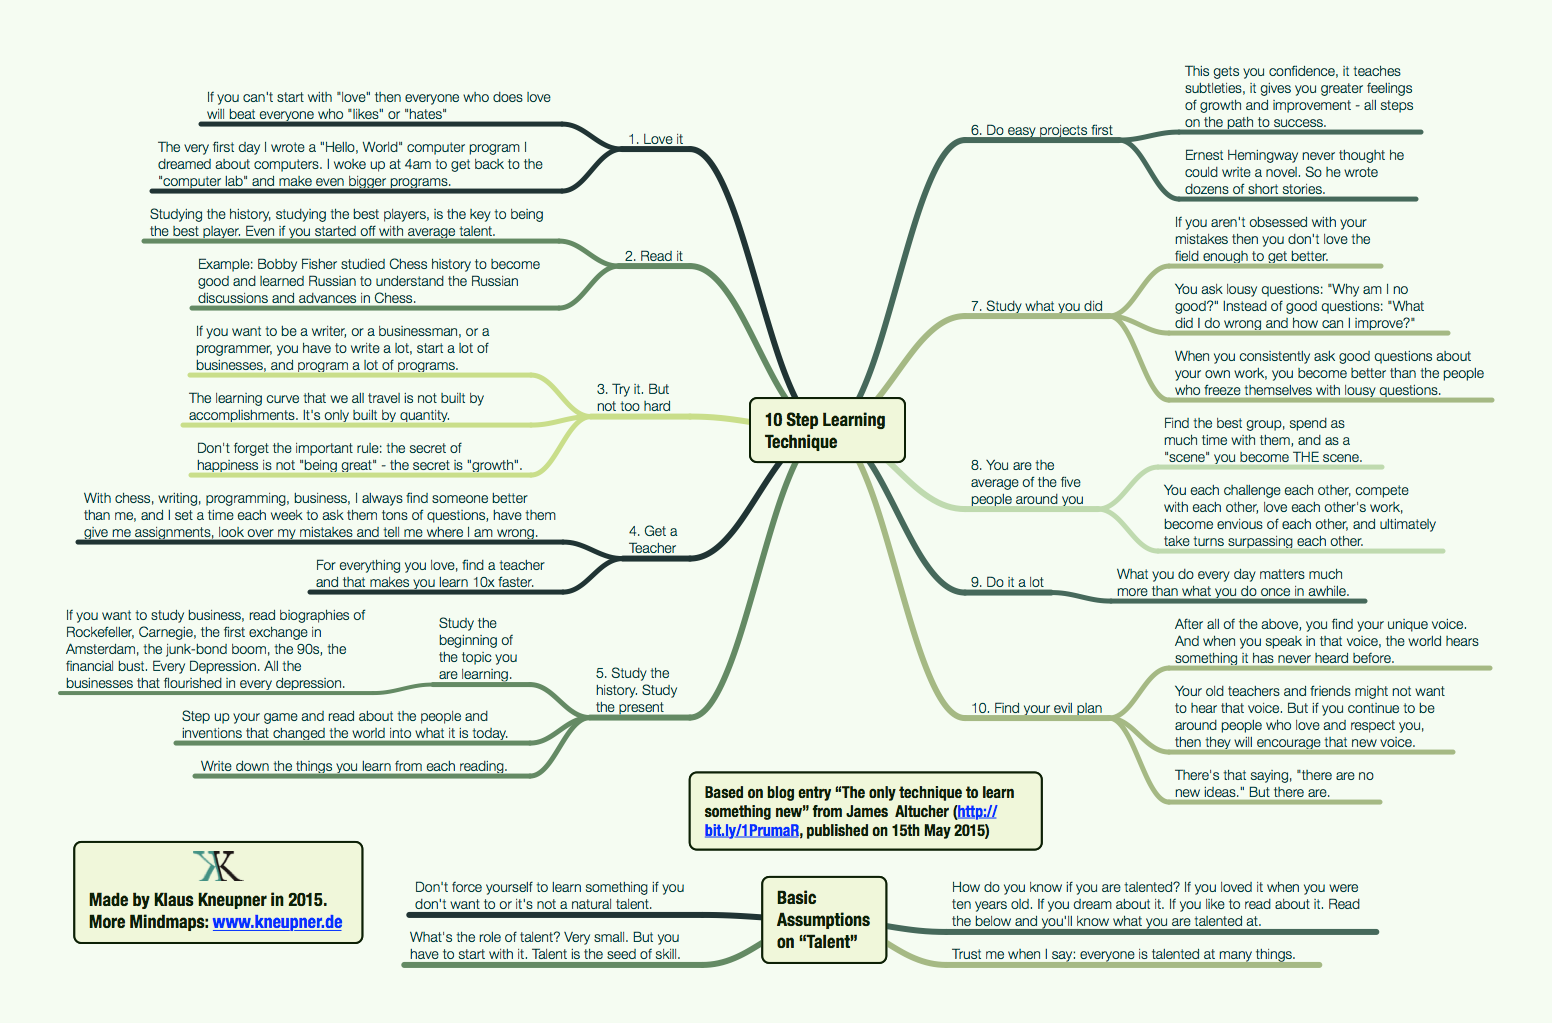 If you can't start with "love" then everyone who does love
will beat everyone who "likes" or "hates"
1. Love it
The very first day I wrote a "Hello, World" computer program I
dreamed about computers. I woke up at 4am to get back to the
"computer lab" and make even bigger programs.
Studying the history, studying the best players, is the key to being
the best player. Even if you started off with average talent.
2. Read it
Example: Bobby Fisher studied Chess history to become
good and learned Russian to understand the Russian
discussions and advances in Chess.
If you want to be a writer, or a businessman, or a
programmer, you have to write a lot, start a lot of
businesses, and program a lot of programs.
3. Try it. But
not too hard
The learning curve that we all travel is not built by
accomplishments. It's only built by quantity.
Don't forget the important rule: the secret of
happiness is not "being great" - the secret is "growth".
With chess, writing, programming, business, I always find someone better
than me, and I set a time each week to ask them tons of questions, have them
give me assignments, look over my mistakes and tell me where I am wrong.
4. Get a
Teacher
For everything you love, find a teacher
and that makes you learn 10x faster.
If you want to study business, read biographies of
Rockefeller, Carnegie, the first exchange in
Amsterdam, the junk-bond boom, the 90s, the
financial bust. Every Depression. All the
businesses that flourished in every depression.
Study the
beginning of
the topic you
are learning.
5. Study the
history. Study
the present
Step up your game and read about the people and
inventions that changed the world into what it is today.
Write down the things you learn from each reading.
10 Step Learning
Technique
6. Do easy projects first
This gets you confidence, it teaches
subtleties, it gives you greater feelings
of growth and improvement - all steps
on the path to success.
Ernest Hemingway never thought he
could write a novel. So he wrote
dozens of short stories.
7. Study what you did
If you aren't obsessed with your
mistakes then you don't love the
field enough to get better.
You ask lousy questions: "Why am I no
good?" Instead of good questions: "What
did I do wrong and how can I improve?"
When you consistently ask good questions about
your own work, you become better than the people
who freeze themselves with lousy questions.
8. You are the
average of the five
people around you
Find the best group, spend as
much time with them, and as a
"scene" you become THE scene.
You each challenge each other, compete
with each other, love each other's work,
become envious of each other, and ultimately
take turns surpassing each other.
9. Do it a lot
What you do every day matters much
more than what you do once in awhile.
10. Find your evil plan
After all of the above, you find your unique voice.
And when you speak in that voice, the world hears
something it has never heard before.
Your old teachers and friends might not want
to hear that voice. But if you continue to be
around people who love and respect you,
then they will encourage that new voice.
There's that saying, "there are no
new ideas." But there are.
Based on blog entry “The only technique to learn
something new” from James Altucher (http://
bit.ly/1PrumaR, published on 15th May 2015)
KK
Made by Klaus Kneupner in 2015.
More Mindmaps: www.kneupner.de
Don't force yourself to learn something if you
don't want to or it's not a natural talent.
What's the role of talent? Very small. But you
have to start with it. Talent is the seed of skill.
Basic
Assumptions
on “Talent”
How do you know if you are talented? If you loved it when you were
ten years old. If you dream about it. If you like to read about it. Read
the below and you'll know what you are talented at.
Trust me when I say: everyone is talented at many things.